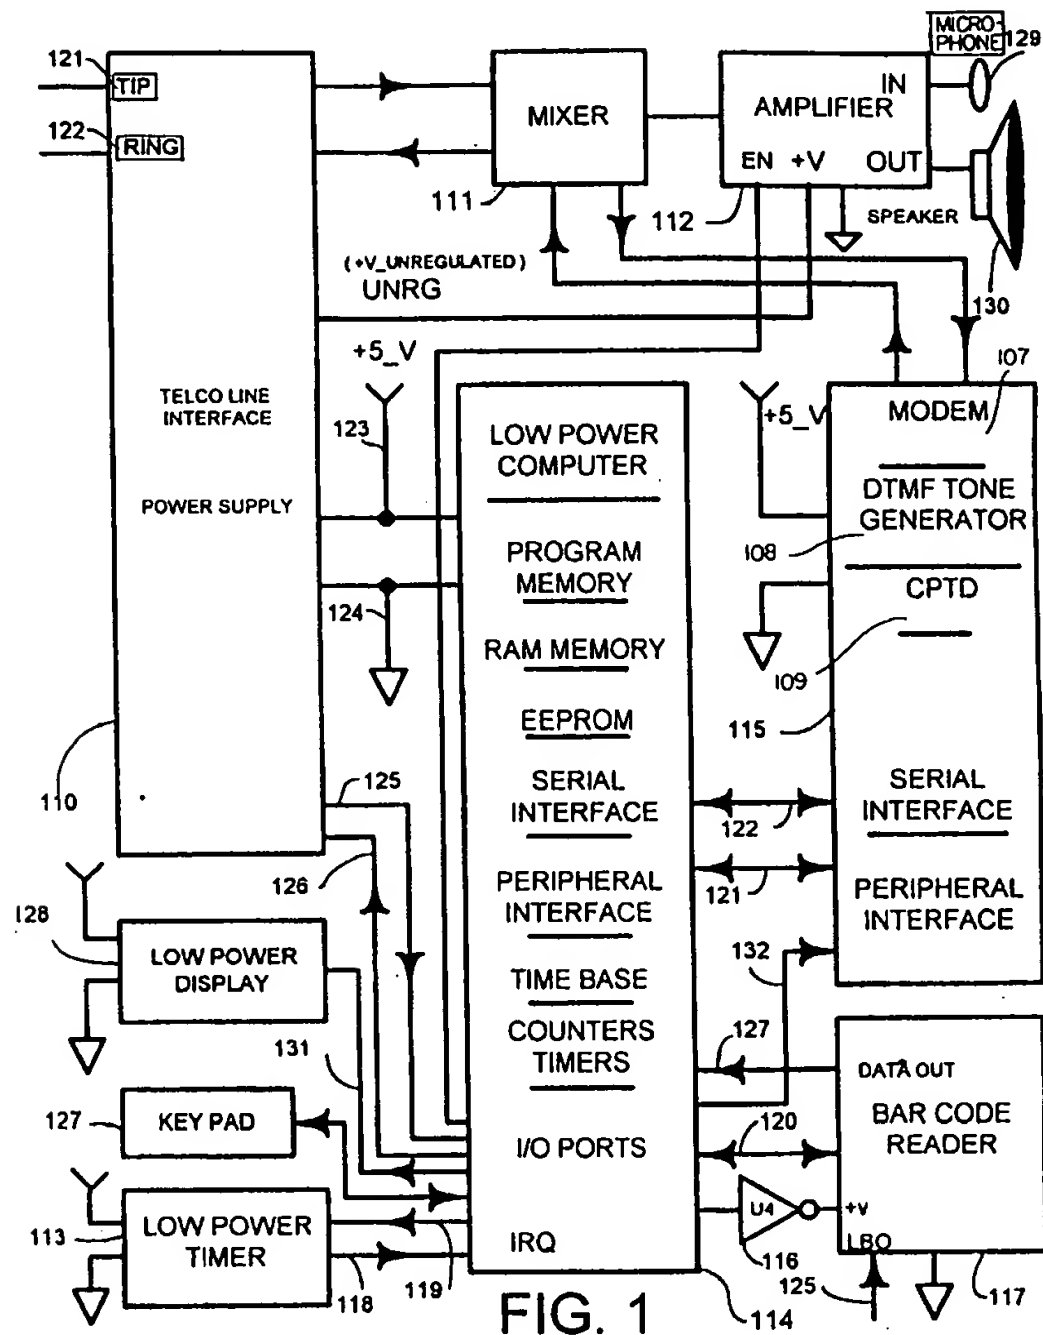 MICRO-
PHONE
129
121
TIP
122
RING
MIXER
111
AMPLIFIER
IN
EN
+V
OUT
112
SPEAKER
130
(+V_UNREGULATED)
UNRG
+5_V
123
124
TELCO LINE
INTERFACE
POWER SUPPLY
110
125
126
LOW POWER
COMPUTER
PROGRAM
MEMORY
RAM MEMORY
EEPROM
SERIAL
INTERFACE
PERIPHERAL
INTERFACE
TIME BASE
COUNTERS
TIMERS
I/O PORTS
IRQ
114
+5_V
107
MODEM
DTMF TONE
GENERATOR
108
CPTD
109
115
SERIAL
INTERFACE
PERIPHERAL
INTERFACE
122
121
132
127
120
DATA OUT
BAR CODE
READER
+V
LBO
U4
116
125
117
128
LOW POWER
DISPLAY
131
127
KEY PAD
113
LOW POWER
TIMER
118
119
FIG. 1